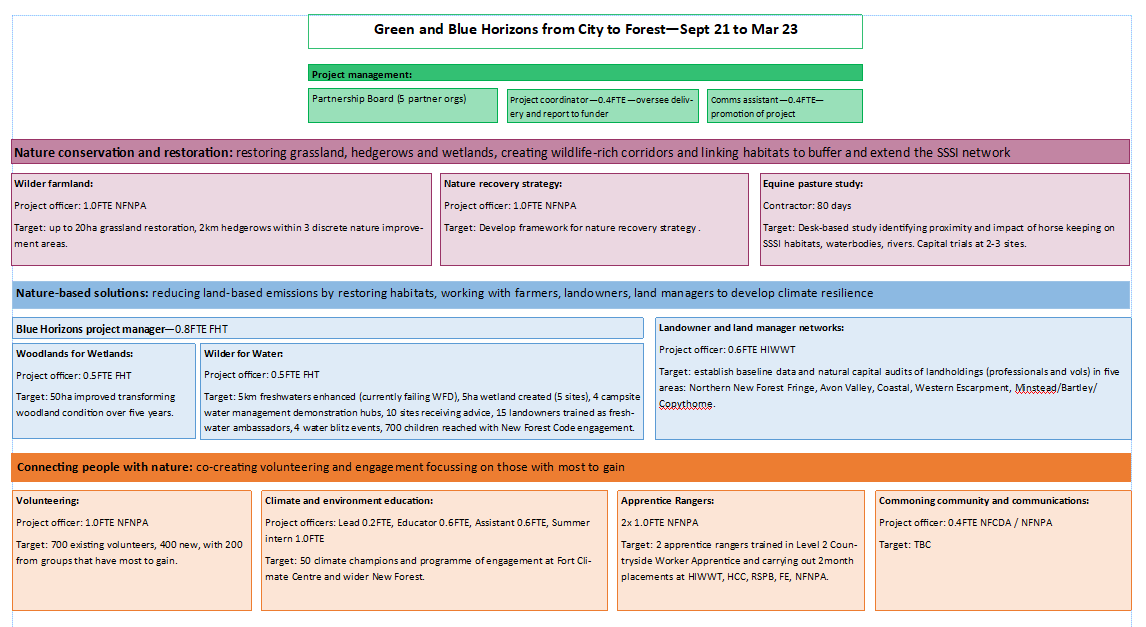 Green and Blue Horizons from City to Forest—Sept 21 to Mar 23
Project management:
Partnership Board (5 partner orgs)
Project coordinator—0.4FTE—oversee deliv-
ery and report to funder
Comms assistant—0.4FTE—
promotion of project
Nature conservation and restoration: restoring grassland, hedgerows and wetlands, creating wildlife-rich corridors and linking habitats to buffer and extend the SSSI network
Wilder farmland:
Project officer: 1.0FTE NFNPA
Target: up to 20ha grassland restoration, 2km hedgerows within 3 discrete nature improve-
ment areas.
Nature recovery strategy:
Project officer: 1.0FTE NFNPA
Target: Develop framework for nature recovery strategy .
Equine pasture study:
Contractor: 80 days
Target: Desk-based study identifying proximity and impact of horse keeping on
SSSI habitats, waterbodies, rivers. Capital trials at 2-3 sites.
Nature-based solutions: reducing land-based emissions by restoring habitats, working with farmers, landowners, land managers to develop climate resilience
Blue Horizons project manager—0.8FTE FHT
Woodlands for Wetlands:
Project officer: 0.5FTE FHT
Target: 50ha improved transforming
woodland condition over five years.
Wilder for Water:
Project officer: 0.5FTE FHT
Target: 5km freshwaters enhanced (currently failing WFD), 5ha wetland created (5 sites), 4 campsite
water management demonstration hubs, 10 sites receiving advice, 15 landowners trained as fresh-
water ambassadors, 4 water blitz events, 700 children reached with New Forest Code engagement.
Landowner and land manager networks:
Project officer: 0.6FTE HIWWT
Target: establish baseline data and natural capital audits of landholdings (professionals and vols) in five
areas: Northern New Forest Fringe, Avon Valley, Coastal, Western Escarpment, Minstead/Bartley/
Copythorne.
Connecting people with nature: co-creating volunteering and engagement focussing on those with most to gain
Volunteering:
Project officer: 1.0FTE NFNPA
Target: 700 existing volunteers, 400 new, with 200
from groups that have most to gain.
Climate and environment education:
Project officers: Lead 0.2FTE, Educator 0.6FTE, Assistant 0.6FTE, Summer
intern 1.0FTE
Target: 50 climate champions and programme of engagement at Fort Cli-
mate Centre and wider New Forest.
Apprentice Rangers:
2x 1.0FTE NFNPA
Target: 2 apprentice rangers trained in Level 2 Coun-
tryside Worker Apprentice and carrying out 2month
placements at HIWWT, HCC, RSPB, FE, NFNPA.
Commoning community and communications:
Project officer: 0.4FTE NFCDA / NFNPA
Target: TBC